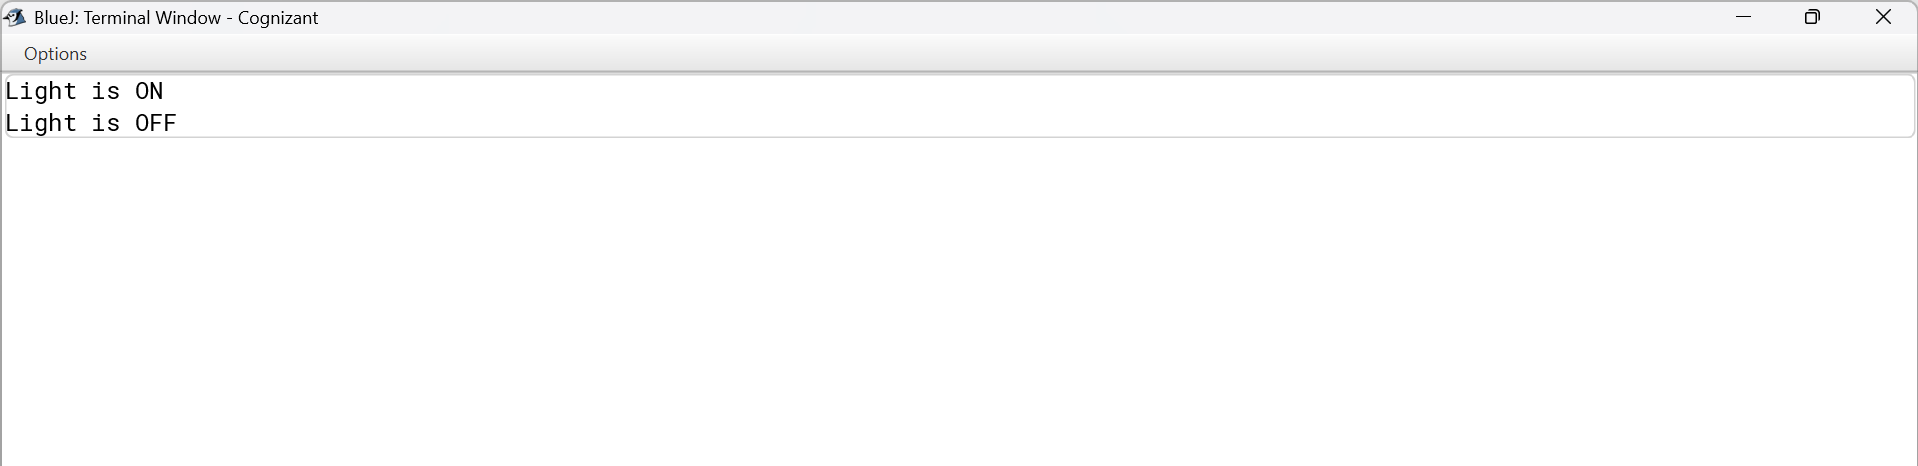 BlueJ: Terminal Window - Cognizant
Options
Light is ON
Light is OFF